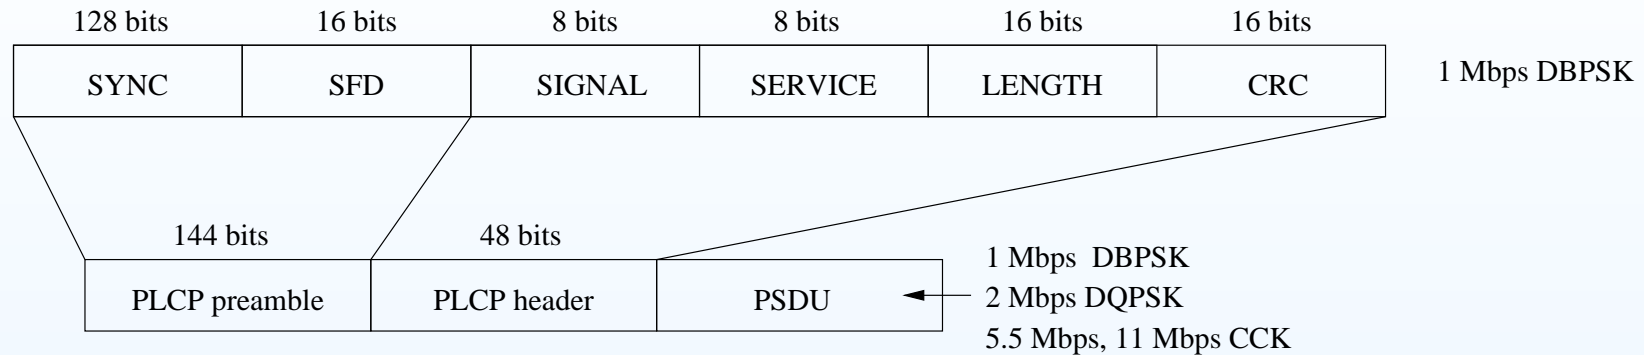 128 bits 16 bits 8 bits 8 bits 16 bits 16 bits
SYNC SFD SIGNAL SERVICE LENGTH CRC 1 Mbps DBPSK
144 bits 48 bits
PLCP preamble PLCP header PSDU
1 Mbps DBPSK
2 Mbps DQPSK
5.5 Mbps, 11 Mbps CCK